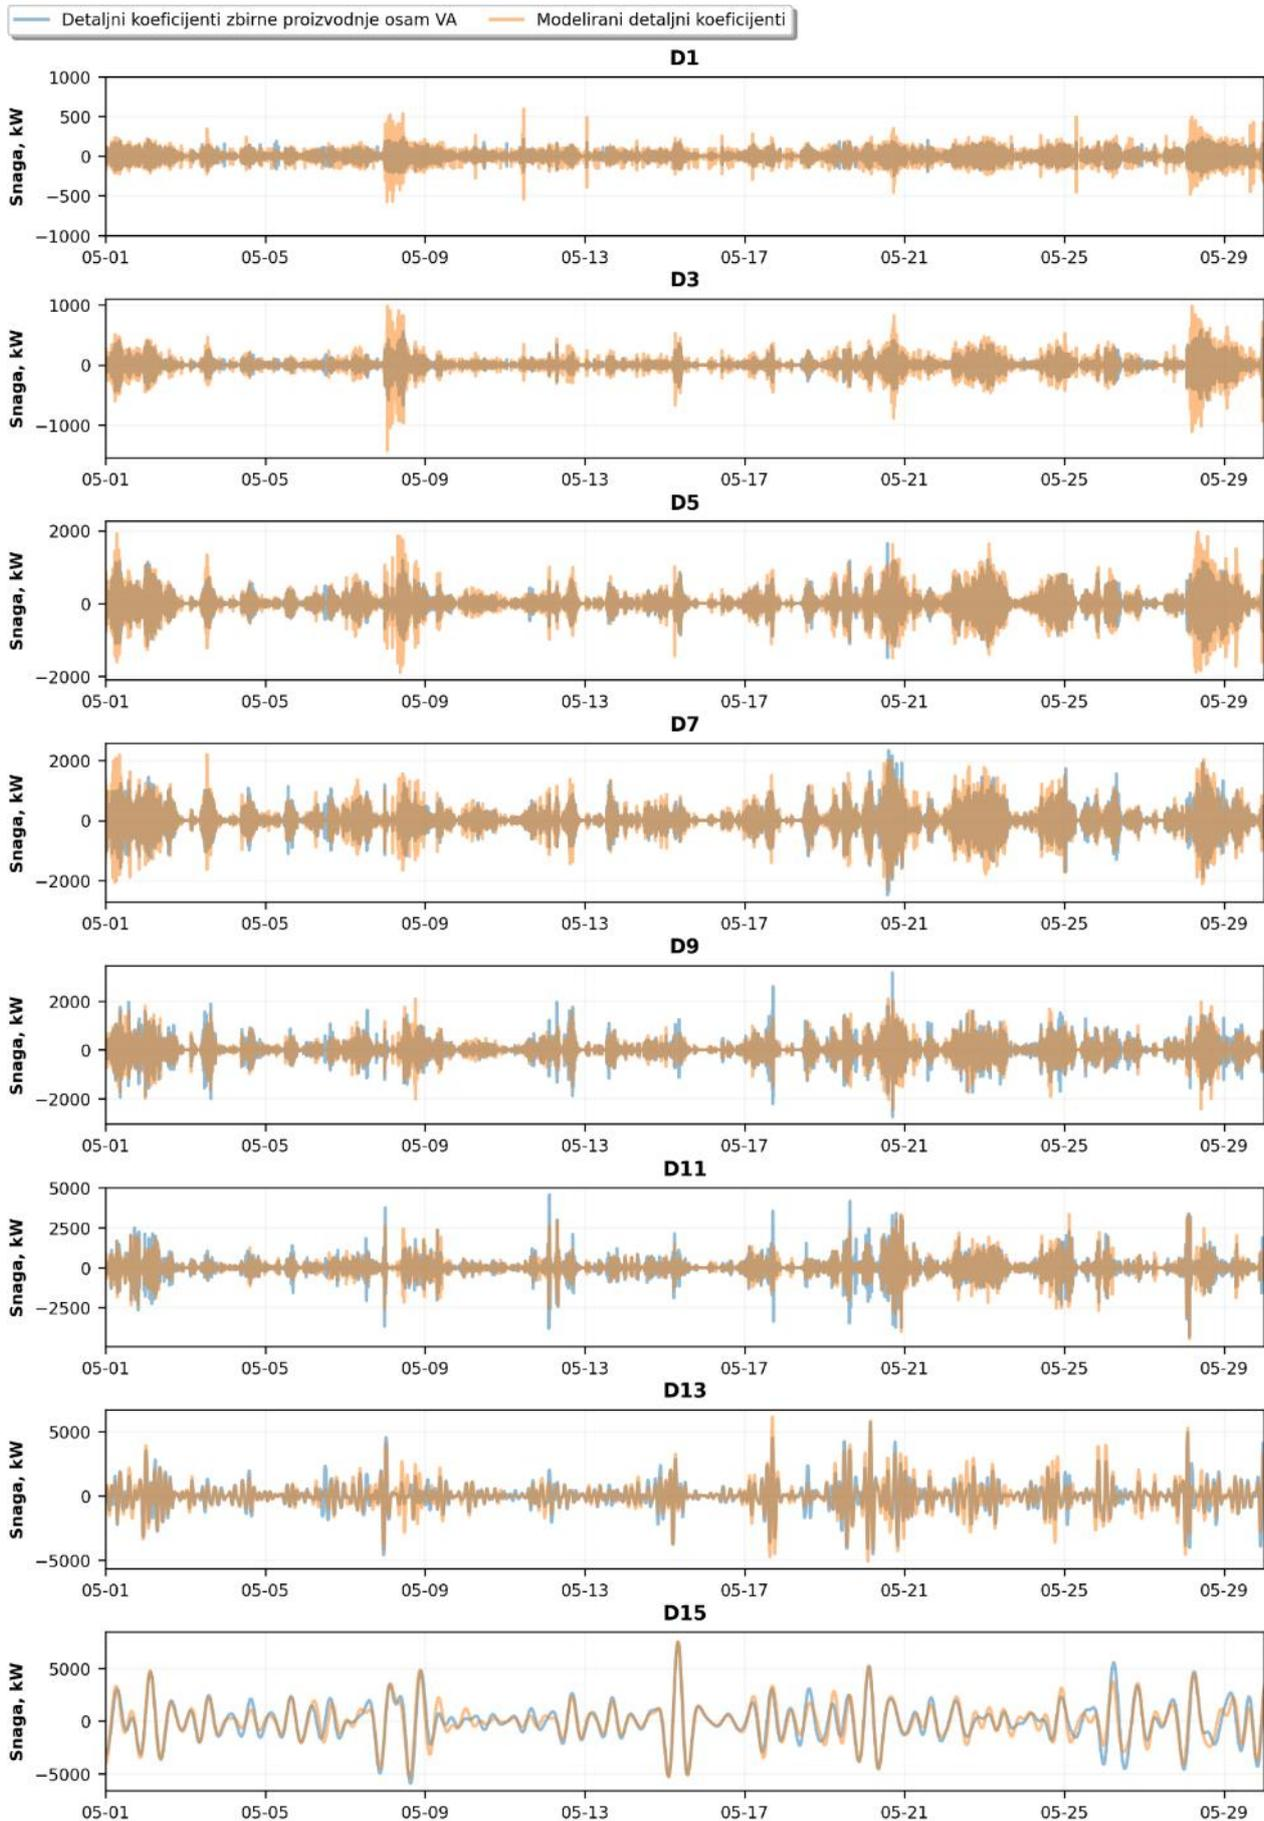 Detaljni koeficijenti zbirne proizvodnje osam VA Modelirani detaljni koeficijenti
D1
Snaga, kW
1000
500
0
−500
−1000
05-01 05-05 05-09 05-13 05-17 05-21 05-25 05-29
D3
Snaga, kW
1000
0
−1000
05-01 05-05 05-09 05-13 05-17 05-21 05-25 05-29
D5
Snaga, kW
2000
0
−2000
05-01 05-05 05-09 05-13 05-17 05-21 05-25 05-29
D7
Snaga, kW
2000
0
−2000
05-01 05-05 05-09 05-13 05-17 05-21 05-25 05-29
D9
Snaga, kW
2000
0
−2000
05-01 05-05 05-09 05-13 05-17 05-21 05-25 05-29
D11
Snaga, kW
5000
2500
0
−2500
05-01 05-05 05-09 05-13 05-17 05-21 05-25 05-29
D13
Snaga, kW
5000
0
−5000
05-01 05-05 05-09 05-13 05-17 05-21 05-25 05-29
D15
Snaga, kW
5000
0
−5000
05-01 05-05 05-09 05-13 05-17 05-21 05-25 05-29